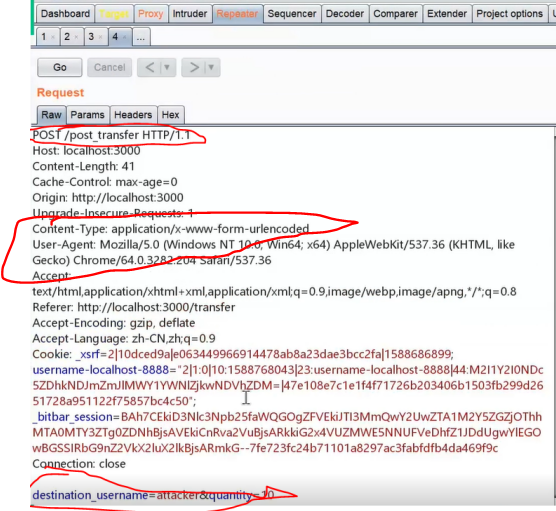 Dashboard Target Proxy Intruder Repeater Sequencer Decoder Comparer Extender Project options U
1 × 2 × 3 × 4 × ...
Go Cancel < ▼ > ▼
Request
Raw Params Headers Hex
POST /post_transfer HTTP/1.1
Host: localhost:3000
Content-Length: 41
Cache-Control: max-age=0
Origin: http://localhost:3000
Upgrade-Insecure-Requests: 1
Content-Type: application/x-www-form-urlencoded
User-Agent: Mozilla/5.0 (Windows NT 10.0; Win64; x64) AppleWebKit/537.36 (KHTML, like
Gecko) Chrome/64.0.3282.204 Safari/537.36
Accept:
text/html,application/xhtml+xml,application/xml;q=0.9,image/webp,image/apng,*/*;q=0.8
Referer: http://localhost:3000/transfer
Accept-Encoding: gzip, deflate
Accept-Language: zh-CN,zh;q=0.9
Cookie: _xsrf=2|10dced9a|e063449966914478ab8a23dae3bcc2fa|1588686899;
username-localhost-8888="2|1:0|10:1588768043|23:username-localhost-8888|44:M2I1Y2I0NDc
5ZDhkNDJmZmJlMWY1YWNlZjkwNDVhZDM=|47e108e7c1e1f4f71726b203406b1503fb299d26
51728a951122f75857bc4c50";
_bitbar_session=BAh7CEkiD3Nlc3Npb25faWQGOgZFVEkiJTI3MmQwY2UwZTA1M2Y5ZGZjOThh
MTA0MTY3ZTg0ZDNhBjsAVEkiCnRva2VuBjsARkkiG2x4VUZMWE5NNUFVeDhfZ1JDdUgwYlEGO
wBGSSIRbG9nZ2VkX2luX2lkBjsARmkG--7fe723fc24b71101a8297ac3fabfdfb4da469f9c
Connection: close
destination_username=attacker&quantity=10